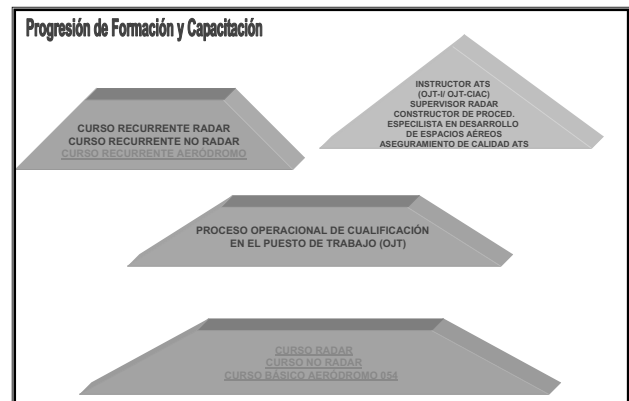 Progresión de Formación y Capacitación
INSTRUCTOR ATS
(OJT-I/ OJT-CIAC)
SUPERVISOR RADAR
CONSTRUCTOR DE PROCED.
ESPECILISTA EN DESARROLLO
DE ESPACIOS AÉREOS
ASEGURAMIENTO DE CALIDAD ATS
CURSO RECURRENTE RADAR
CURSO RECURRENTE NO RADAR
CURSO RECURRENTE AERÓDROMO
PROCESO OPERACIONAL DE CUALIFICACIÓN
EN EL PUESTO DE TRABAJO (OJT)
CURSO RADAR
CURSO NO RADAR
CURSO BÁSICO AERÓDROMO 054